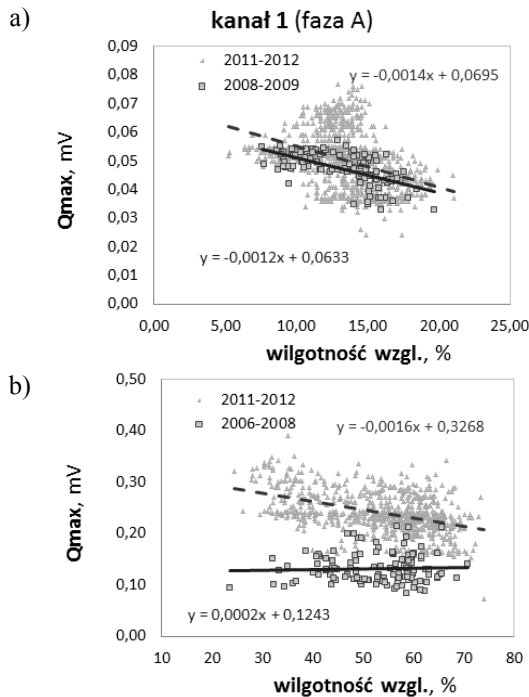 a)
kanał 1 (faza A)
0,09
0,08
0,07
0,06
0,05
0,04
0,03
0,02
0,01
0,00
Qmax, mV
2011-2012
2008-2009
y = -0,0014x + 0,0695
y = -0,0012x + 0,0633
0,00 5,00 10,00 15,00 20,00 25,00
wilgotność wzgl., %
b)
0,50
0,40
0,30
0,20
0,10
0,00
Qmax, mV
2011-2012
2006-2008
y = -0,0016x + 0,3268
y = 0,0002x + 0,1243
10 20 30 40 50 60 70 80
wilgotność wzgl., %